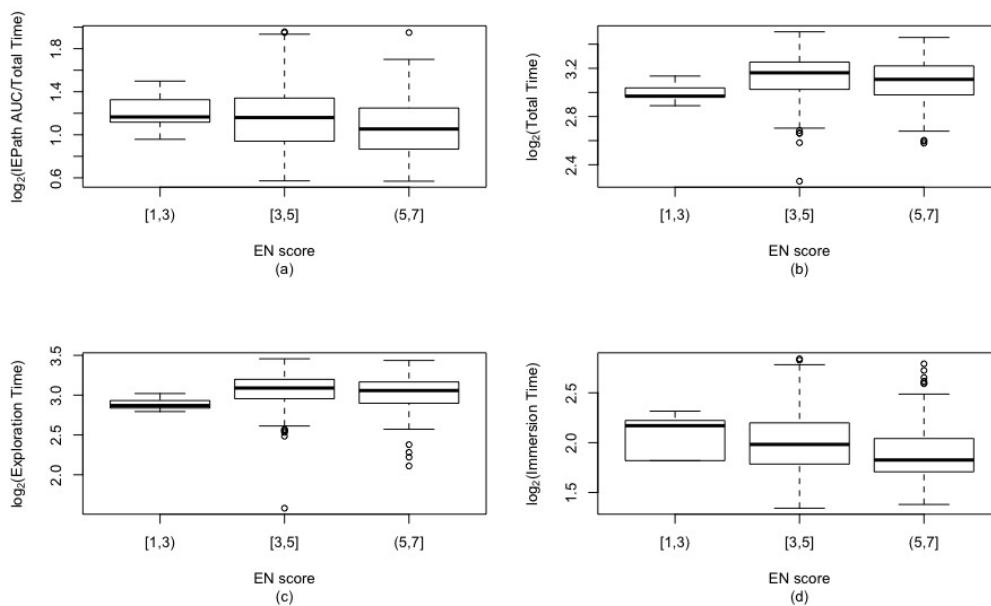 log₂(IEPath AUC/Total Time)
0.6 1.0 1.4 1.8
[1,3) [3,5] (5,7]
EN score
(a)
log₂(Total Time)
2.4 2.8 3.2
[1,3) [3,5] (5,7]
EN score
(b)
log₂(Exploration Time)
2.0 2.5 3.0 3.5
[1,3) [3,5] (5,7]
EN score
(c)
log₂(Immersion Time)
1.5 2.0 2.5
[1,3) [3,5] (5,7]
EN score
(d)